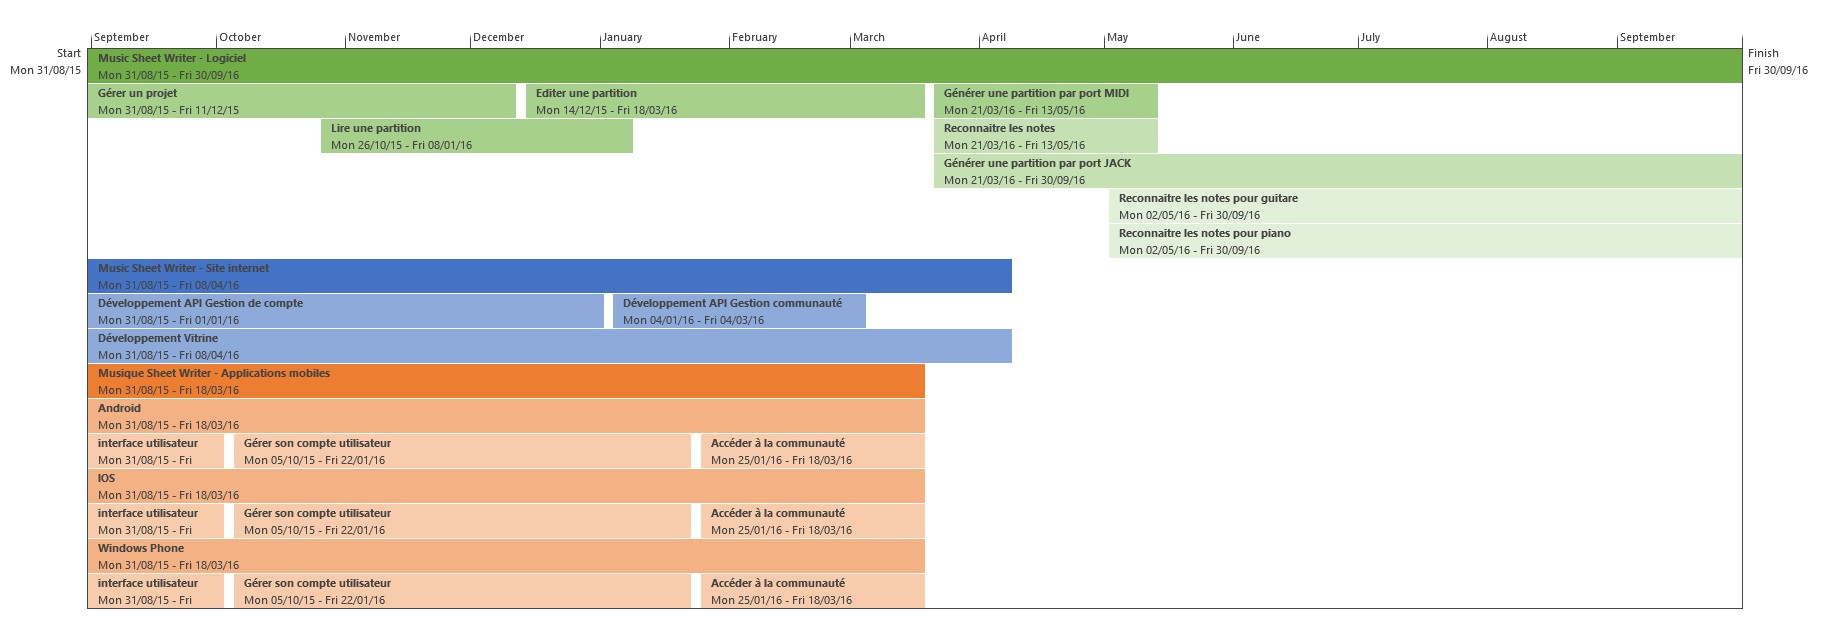 September October November December January February March April May June July August September
Start
Mon 31/08/15
Finish
Fri 30/09/16
Music Sheet Writer - Logiciel
Mon 31/08/15 - Fri 30/09/16
Gérer un projet
Mon 31/08/15 - Fri 11/12/15
Editer une partition
Mon 14/12/15 - Fri 18/03/16
Générer une partition par port MIDI
Mon 21/03/16 - Fri 13/05/16
Lire une partition
Mon 26/10/15 - Fri 08/01/16
Reconnaitre les notes
Mon 21/03/16 - Fri 13/05/16
Générer une partition par port JACK
Mon 21/03/16 - Fri 30/09/16
Reconnaitre les notes pour guitare
Mon 02/05/16 - Fri 30/09/16
Reconnaitre les notes pour piano
Mon 02/05/16 - Fri 30/09/16
Music Sheet Writer - Site internet
Mon 31/08/15 - Fri 08/04/16
Développement API Gestion de compte
Mon 31/08/15 - Fri 01/01/16
Développement API Gestion communauté
Mon 04/01/16 - Fri 04/03/16
Développement Vitrine
Mon 31/08/15 - Fri 08/04/16
Musique Sheet Writer - Applications mobiles
Mon 31/08/15 - Fri 18/03/16
Android
Mon 31/08/15 - Fri 18/03/16
interface utilisateur
Mon 31/08/15 - Fri
Gérer son compte utilisateur
Mon 05/10/15 - Fri 22/01/16
Accéder à la communauté
Mon 25/01/16 - Fri 18/03/16
IOS
Mon 31/08/15 - Fri 18/03/16
interface utilisateur
Mon 31/08/15 - Fri
Gérer son compte utilisateur
Mon 05/10/15 - Fri 22/01/16
Accéder à la communauté
Mon 25/01/16 - Fri 18/03/16
Windows Phone
Mon 31/08/15 - Fri 18/03/16
interface utilisateur
Mon 31/08/15 - Fri
Gérer son compte utilisateur
Mon 05/10/15 - Fri 22/01/16
Accéder à la communauté
Mon 25/01/16 - Fri 18/03/16